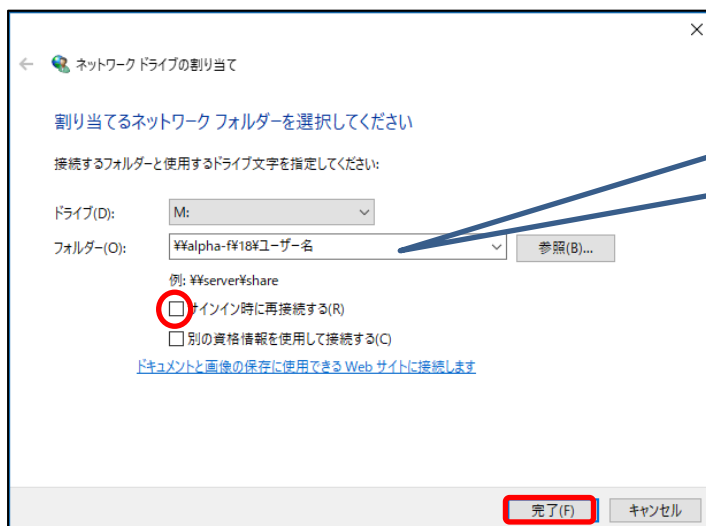 ネットワーク ドライブの割り当て
割り当てるネットワーク フォルダーを選択してください
接続するフォルダーと使用するドライブ文字を指定してください:
ドライブ(D): M:
フォルダー(O): ¥¥alpha-f¥18¥ユーザー名 参照(B)...
例: ¥¥server¥share
サインイン時に再接続する(R)
別の資格情報を使用して接続する(C)
ドキュメントと画像の保存に使用できる Web サイトに接続します
完了(F) キャンセル